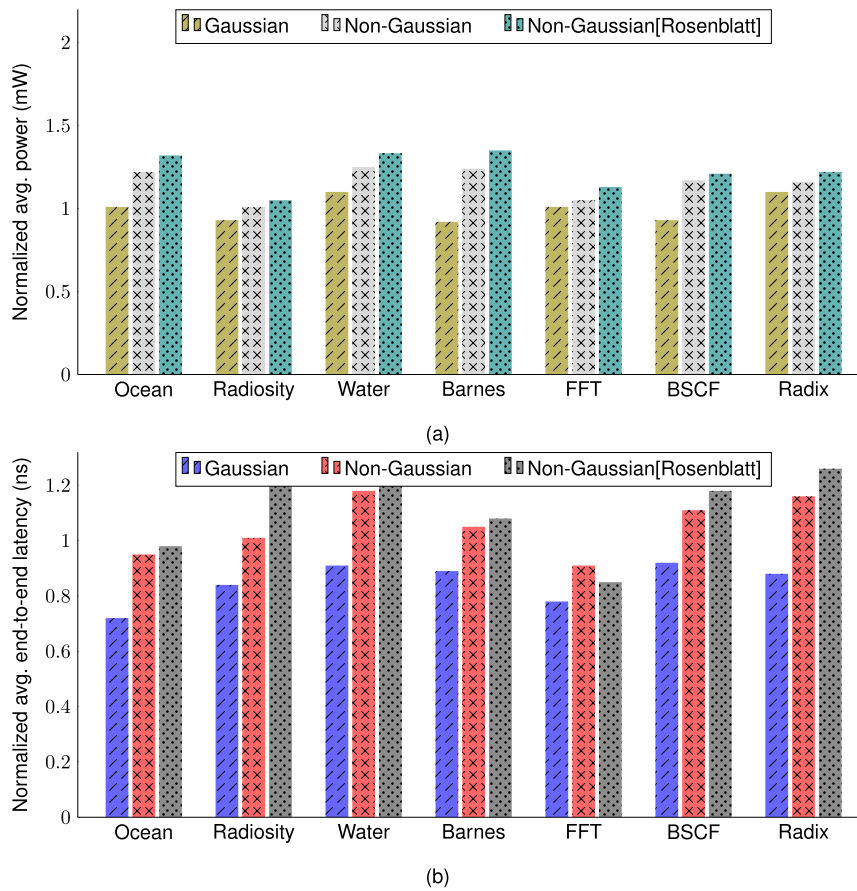 Gaussian Non-Gaussian Non-Gaussian[Rosenblatt]
Normalized avg. power (mW)
2
1.5
1
0.5
0
Ocean Radiosity Water Barnes FFT BSCF Radix
(a)
Gaussian Non-Gaussian Non-Gaussian[Rosenblatt]
Normalized avg. end-to-end latency (ns)
1.2
1
0.8
0.6
0.4
0.2
0
Ocean Radiosity Water Barnes FFT BSCF Radix
(b)